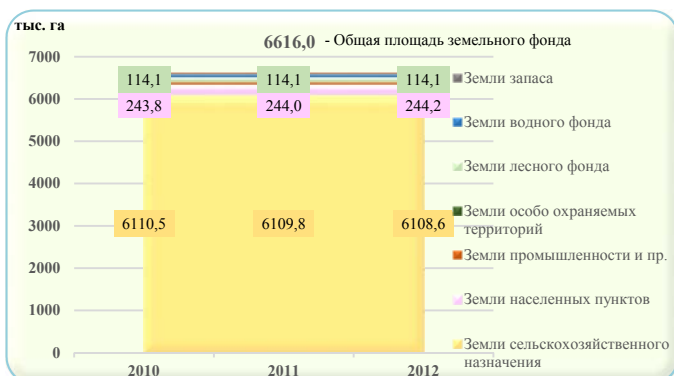 тыс. га
6616,0 - Общая площадь земельного фонда
7000
6000
5000
4000
3000
2000
1000
0
114,1 114,1 114,1
243,8 244,0 244,2
6110,5 6109,8 6108,6
2010 2011 2012
Земли запаса
Земли водного фонда
Земли лесного фонда
Земли особо охраняемых
территорий
Земли промышленности и пр.
Земли населенных пунктов
Земли сельскохозяйственного
назначения